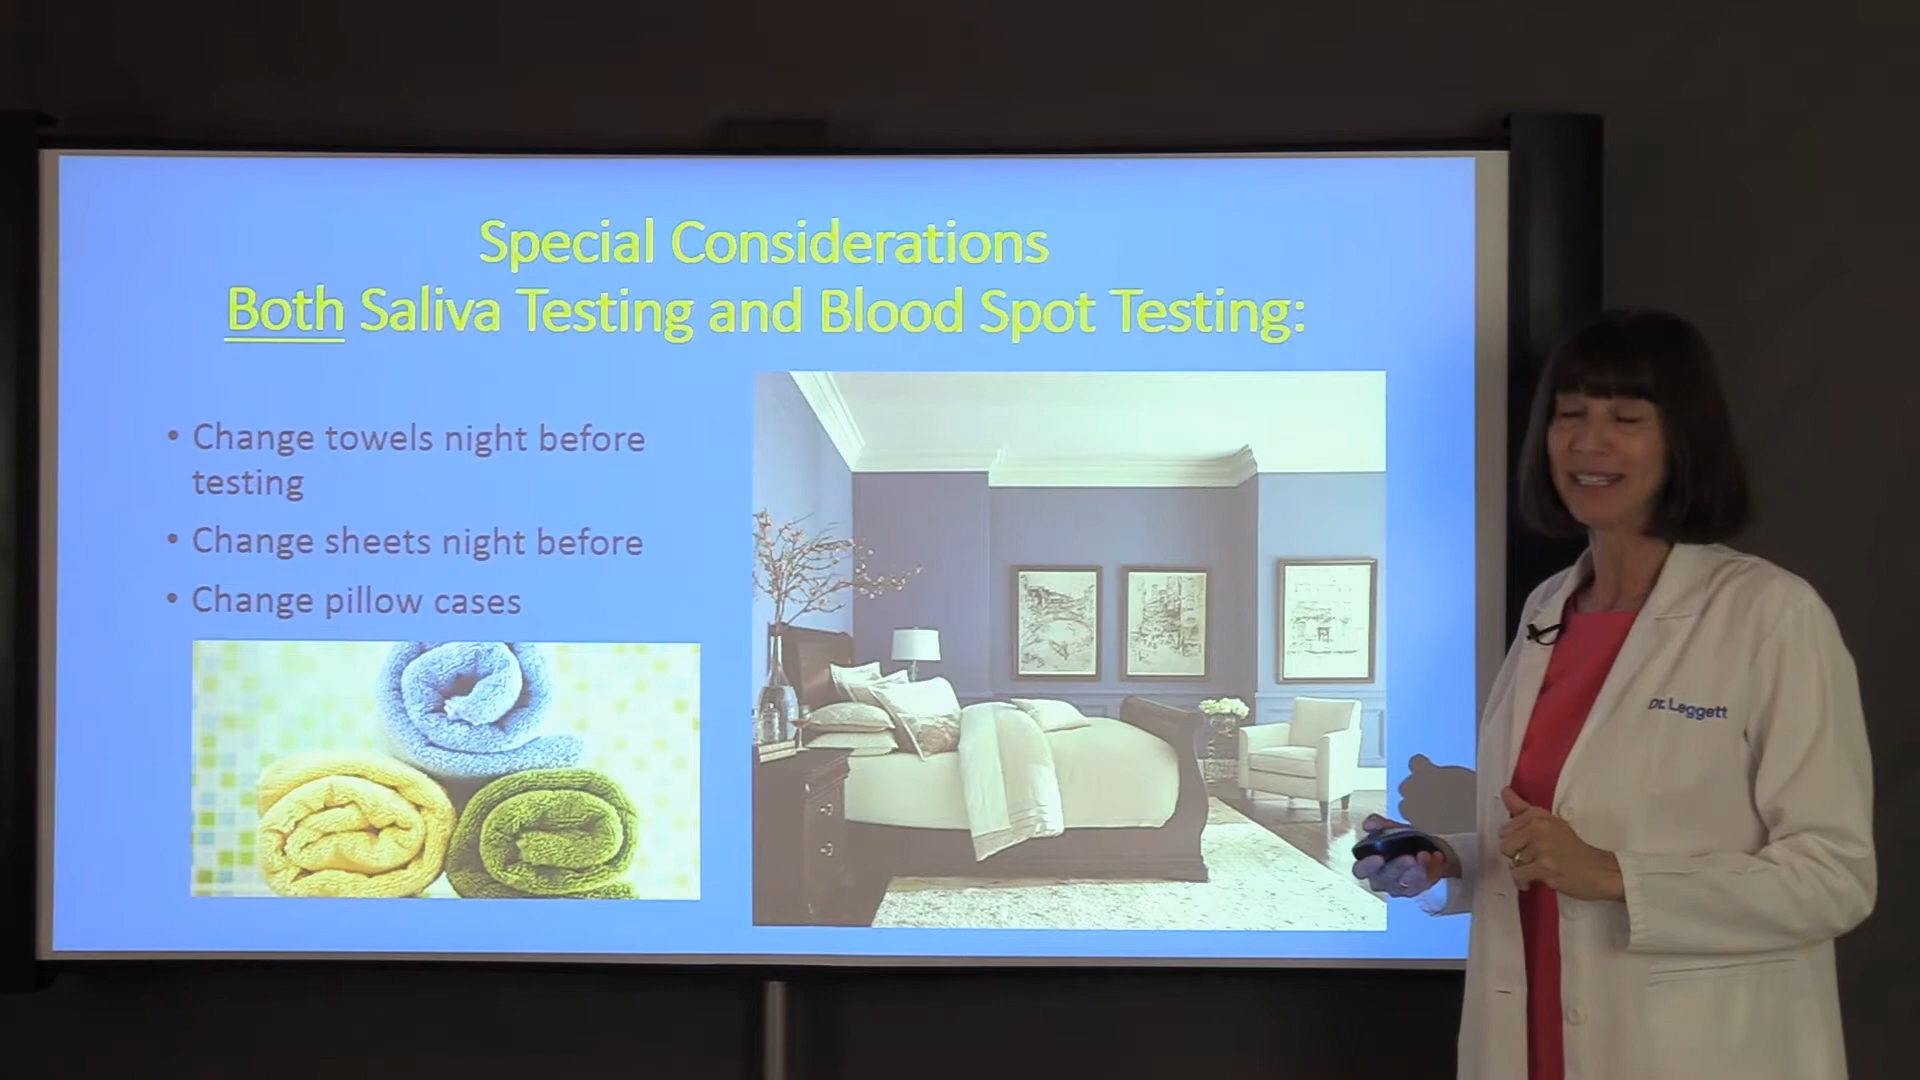 Special Considerations
Both Saliva Testing and Blood Spot Testing:
• Change towels night before
testing
• Change sheets night before
• Change pillow cases
Dr. Leggett